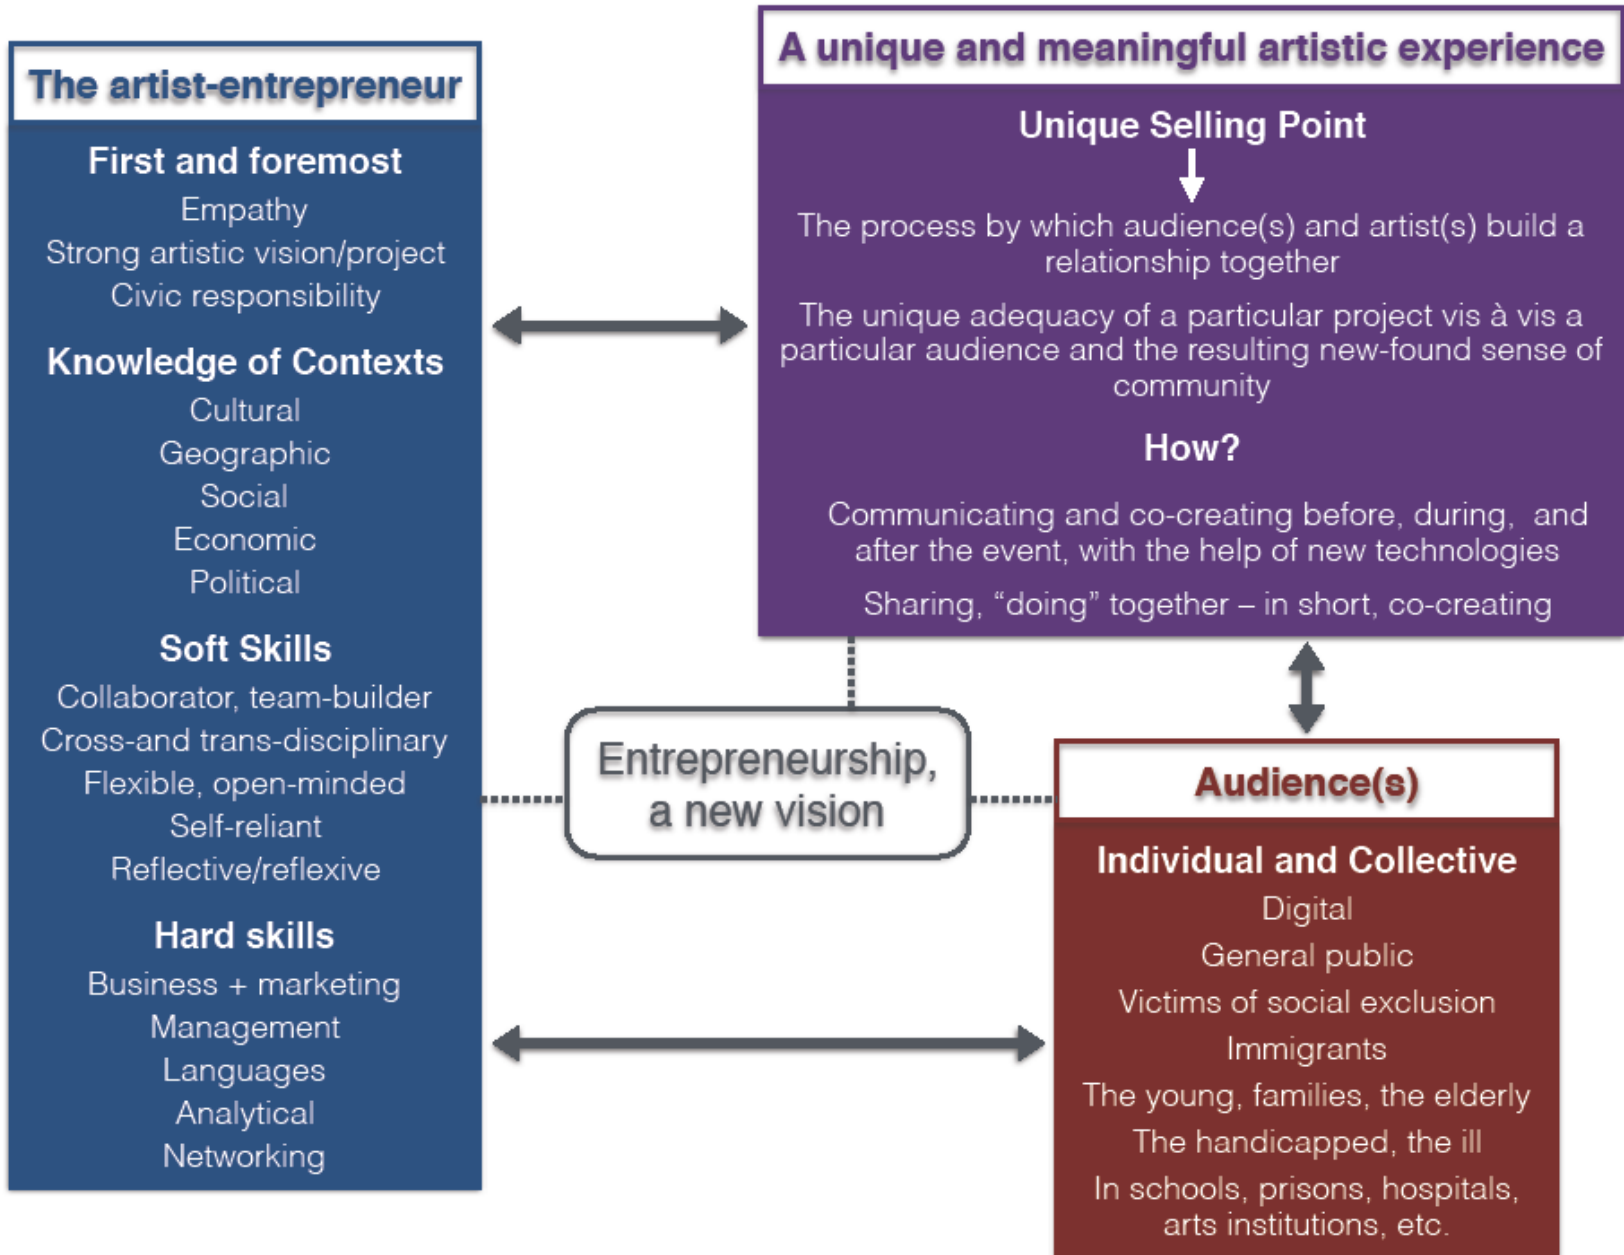 The artist-entrepreneur
First and foremost
Empathy
Strong artistic vision/project
Civic responsibility
Knowledge of Contexts
Cultural
Geographic
Social
Economic
Political
Soft Skills
Collaborator, team-builder
Cross-and trans-disciplinary
Flexible, open-minded
Self-reliant
Reflective/reflexive
Hard skills
Business + marketing
Management
Languages
Analytical
Networking
A unique and meaningful artistic experience
Unique Selling Point
The process by which audience(s) and artist(s) build a
relationship together
The unique adequacy of a particular project vis à vis a
particular audience and the resulting new-found sense of
community
How?
Communicating and co-creating before, during, and
after the event, with the help of new technologies
Sharing, “doing” together – in short, co-creating
Entrepreneurship,
a new vision
Audience(s)
Individual and Collective
Digital
General public
Victims of social exclusion
Immigrants
The young, families, the elderly
The handicapped, the ill
In schools, prisons, hospitals,
arts institutions, etc.